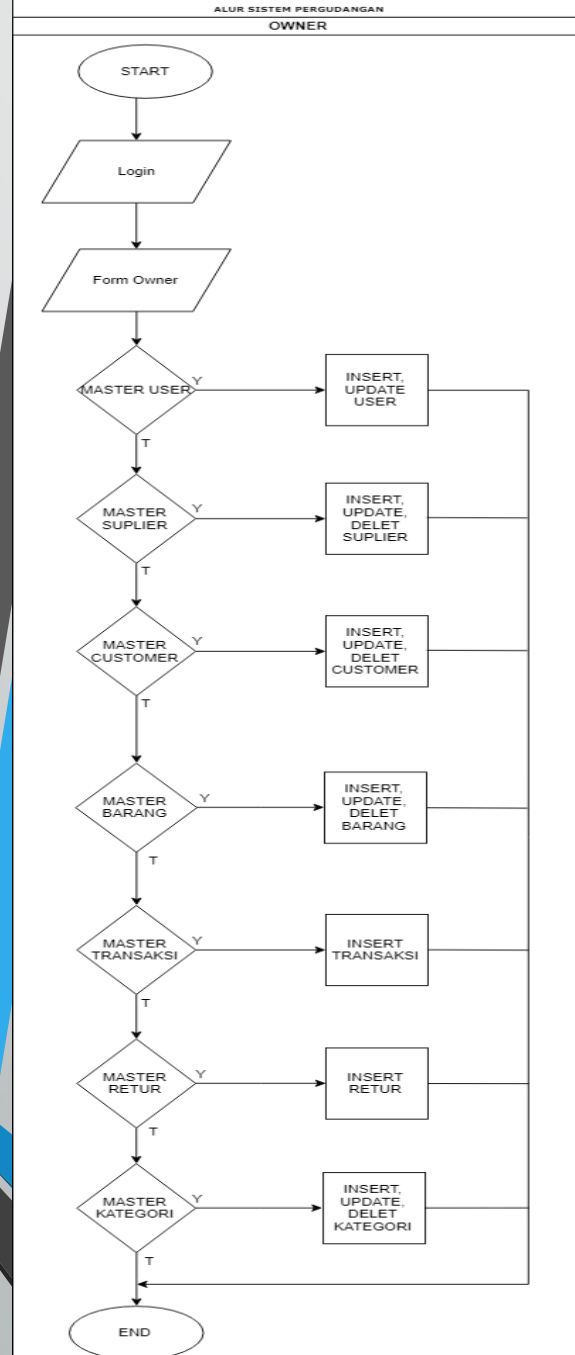 ALUR SISTEM PERGUDANGAN
OWNER
START
Login
Form Owner
MASTER USER
Y
INSERT,
UPDATE
USER
T
MASTER
SUPLIER
Y
INSERT,
UPDATE,
DELET
SUPLIER
T
MASTER
CUSTOMER
Y
INSERT,
UPDATE,
DELET
CUSTOMER
T
MASTER
BARANG
Y
INSERT,
UPDATE,
DELET
BARANG
T
MASTER
TRANSAKSI
Y
INSERT
TRANSAKSI
T
MASTER
RETUR
Y
INSERT
RETUR
T
MASTER
KATEGORI
Y
INSERT,
UPDATE,
DELET
KATEGORI
T
END